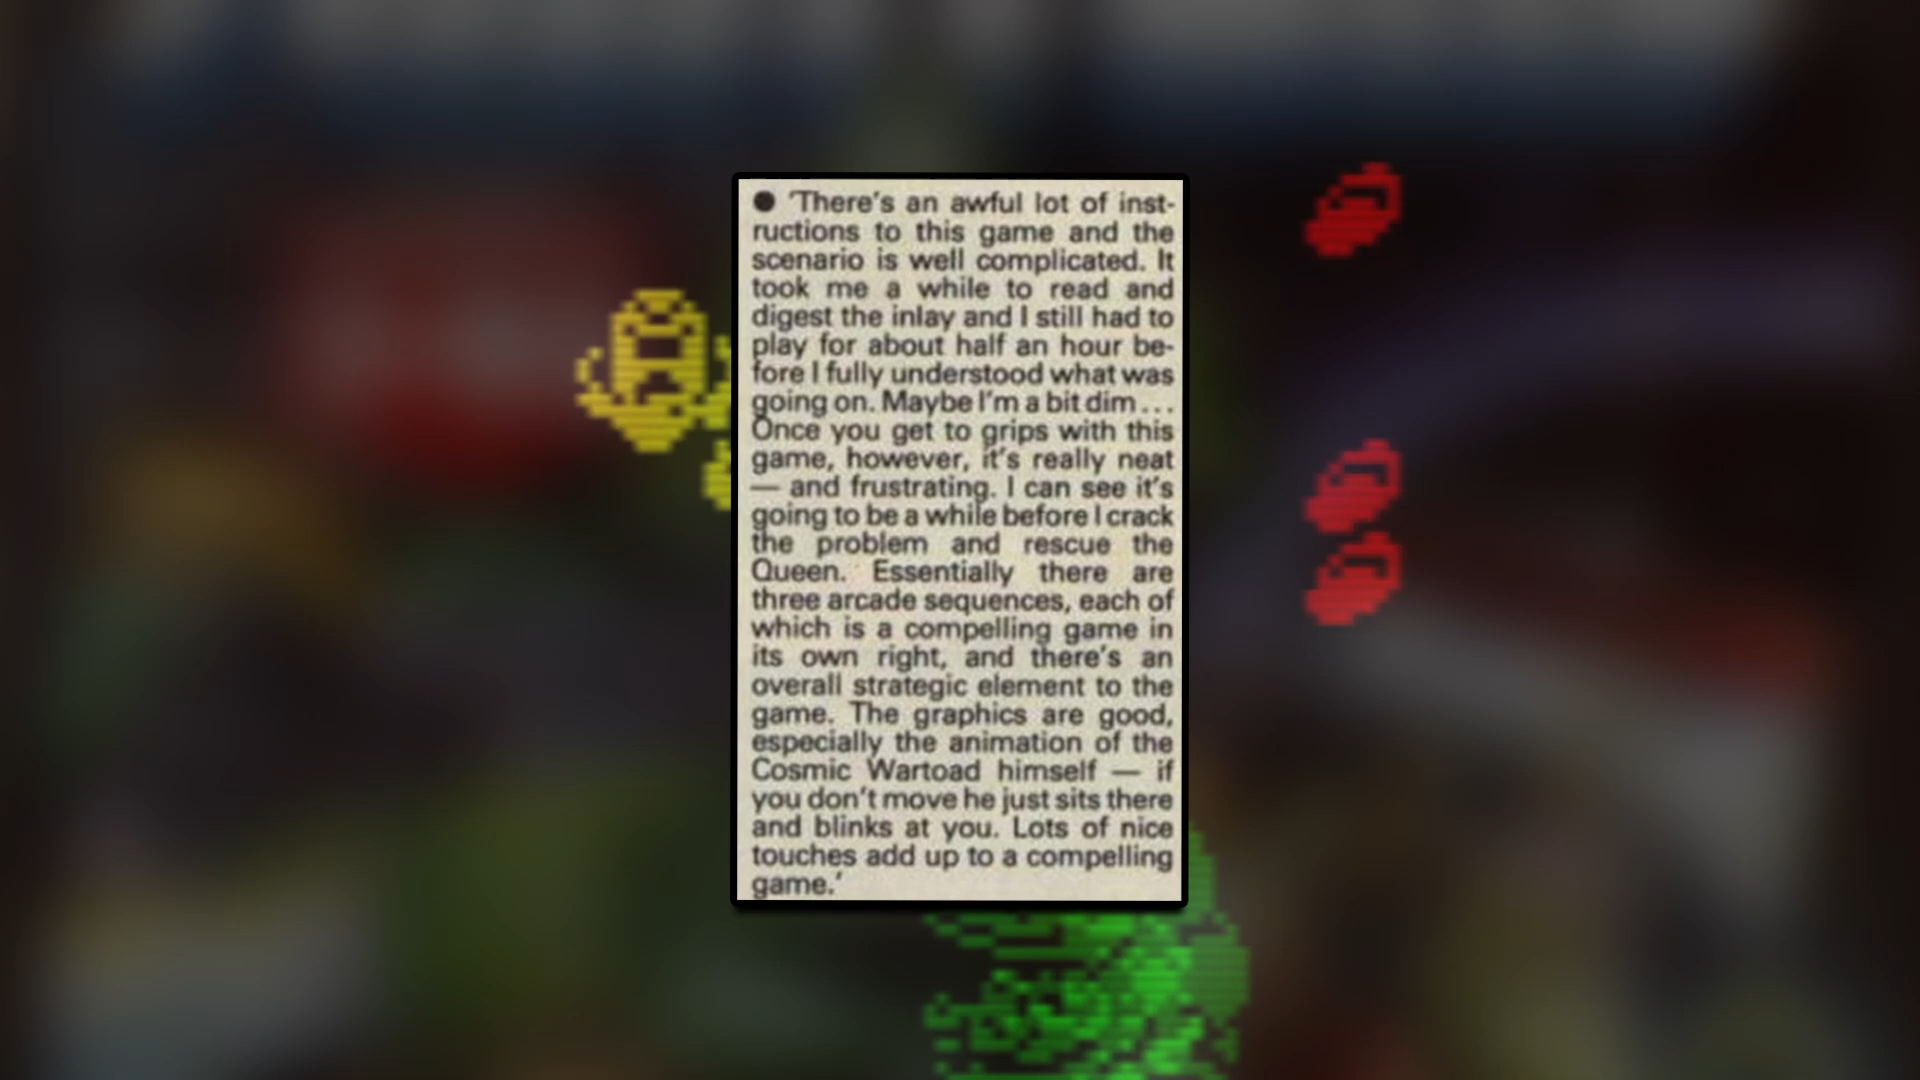 ● ‘There's an awful lot of inst-
ructions to this game and the
scenario is well complicated. It
took me a while to read and
digest the inlay and I still had to
play for about half an hour be-
fore I fully understood what was
going on. Maybe I'm a bit dim . . .
Once you get to grips with this
game, however, it's really neat
— and frustrating. I can see it's
going to be a while before I crack
the problem and rescue the
Queen. Essentially there are
three arcade sequences, each of
which is a compelling game in
its own right, and there's an
overall strategic element to the
game. The graphics are good,
especially the animation of the
Cosmic Wartoad himself — if
you don't move he just sits there
and blinks at you. Lots of nice
touches add up to a compelling
game.’